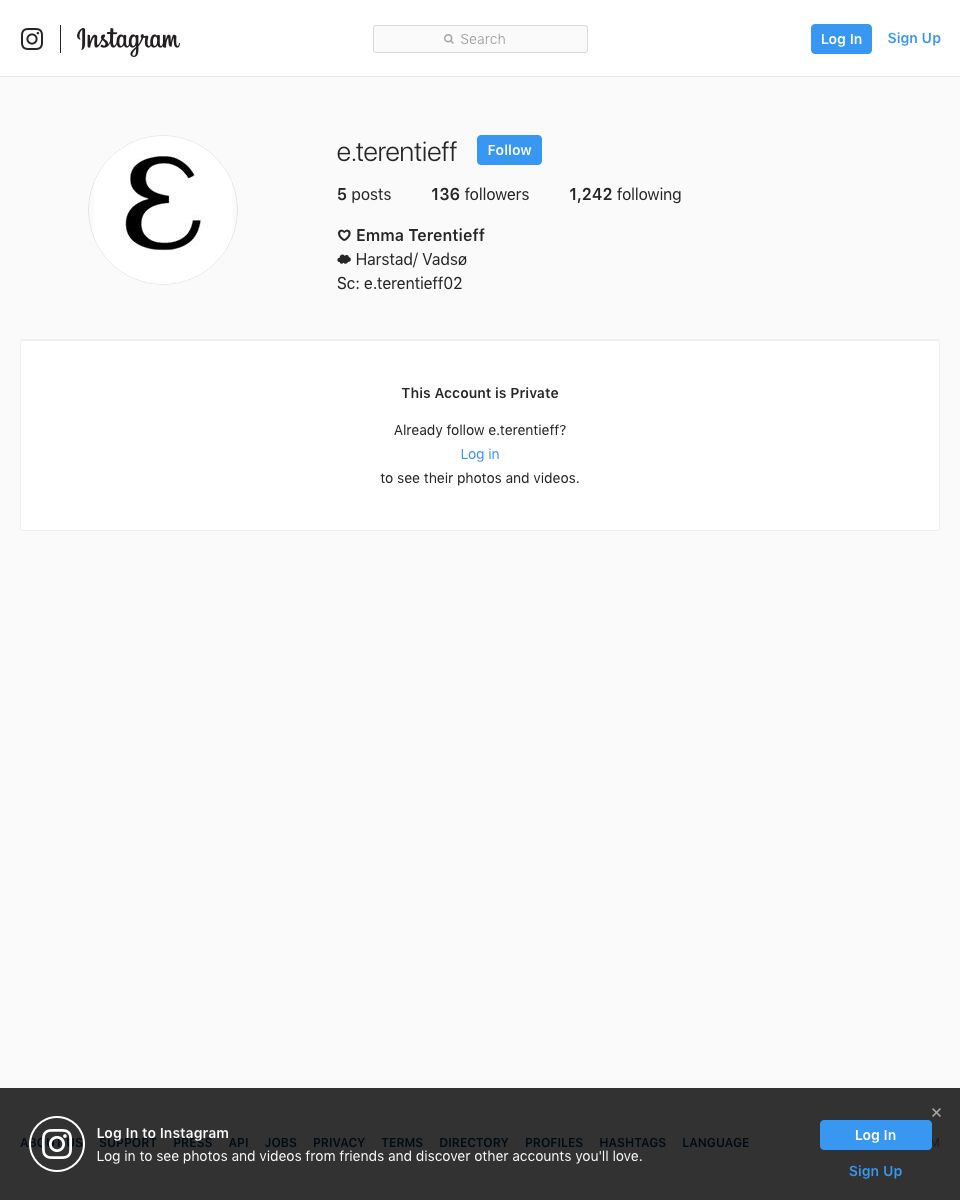 Instagram
Search
Log In
Sign Up
ε
e.terentieff
Follow
5 posts 136 followers 1,242 following
♡ Emma Terentieff
☁ Harstad/ Vadsø
Sc: e.terentieff02
This Account is Private
Already follow e.terentieff?
Log in
to see their photos and videos.
SUPPORT PRESS API JOBS PRIVACY TERMS DIRECTORY PROFILES HASHTAGS LANGUAGE
Log In to Instagram
Log in to see photos and videos from friends and discover other accounts you'll love.
×
Log In
Sign Up